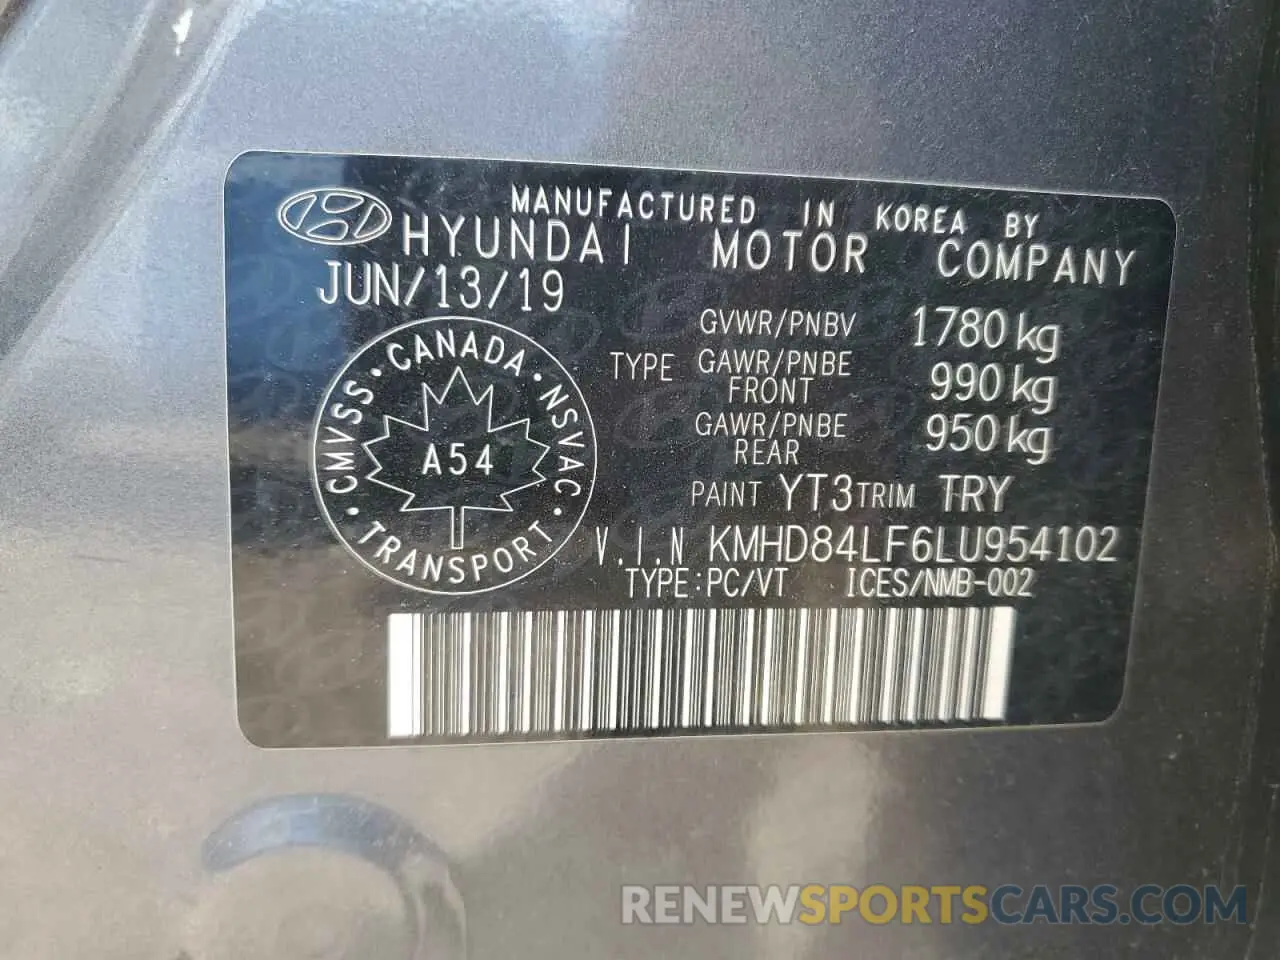 MANUFACTURED IN KOREA BY
HYUNDAI MOTOR COMPANY
JUN/13/19
GVWR/PNBV 1780 kg
TYPE GAWR/PNBE FRONT 990 kg
GAWR/PNBE REAR 950 kg
CANADA · NSVAC · TRANSPORT · CMVSS ·
A54
PAINT YT3 TRIM TRY
V.I.N KMHD84LF6LU954102
TYPE:PC/VT ICES/NMB-002
RENEWSPORTSCARS.COM